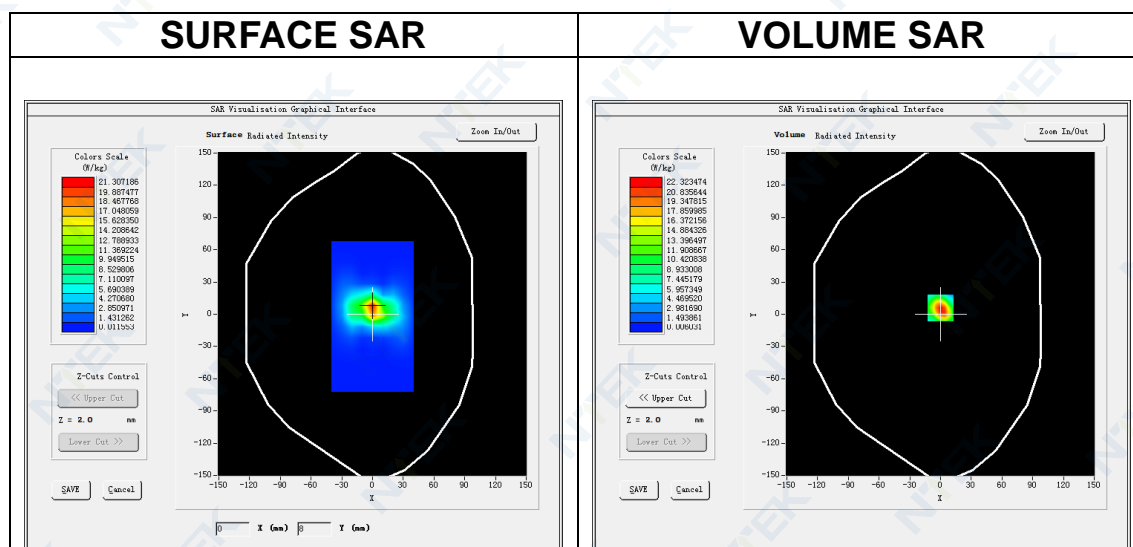 SURFACE SAR
VOLUME SAR
SAR Visualisation Graphical Interface
Surface Radiated Intensity
Zoom In/Out
Colors Scale
(W/kg)
21.307186
19.887477
18.467768
17.048059
15.628350
14.208642
12.788933
11.369224
9.949515
8.529806
7.110097
5.690389
4.270680
2.850971
1.431262
0.011553
Z-Cuts Control
<< Upper Cut
Z = 2.0 mm
Lower Cut >>
SAVE
Cancel
150
120
90
60
30
0
-30
-60
-90
-120
-150
Y
-150 -120 -90 -60 -30 0 30 60 90 120 150
X
0 X (mm) 8 Y (mm)
SAR Visualisation Graphical Interface
Volume Radiated Intensity
Zoom In/Out
Colors Scale
(W/kg)
22.323474
20.835644
19.347815
17.859985
16.372156
14.884326
13.396497
11.908667
10.420838
8.933008
7.445179
5.957349
4.469520
2.981690
1.493861
0.006031
Z-Cuts Control
<< Upper Cut
Z = 2.0 mm
Lower Cut >>
SAVE
Cancel
150
120
90
60
30
0
-30
-60
-90
-120
-150
Y
-150 -120 -90 -60 -30 0 30 60 90 120 150
X
NTEK